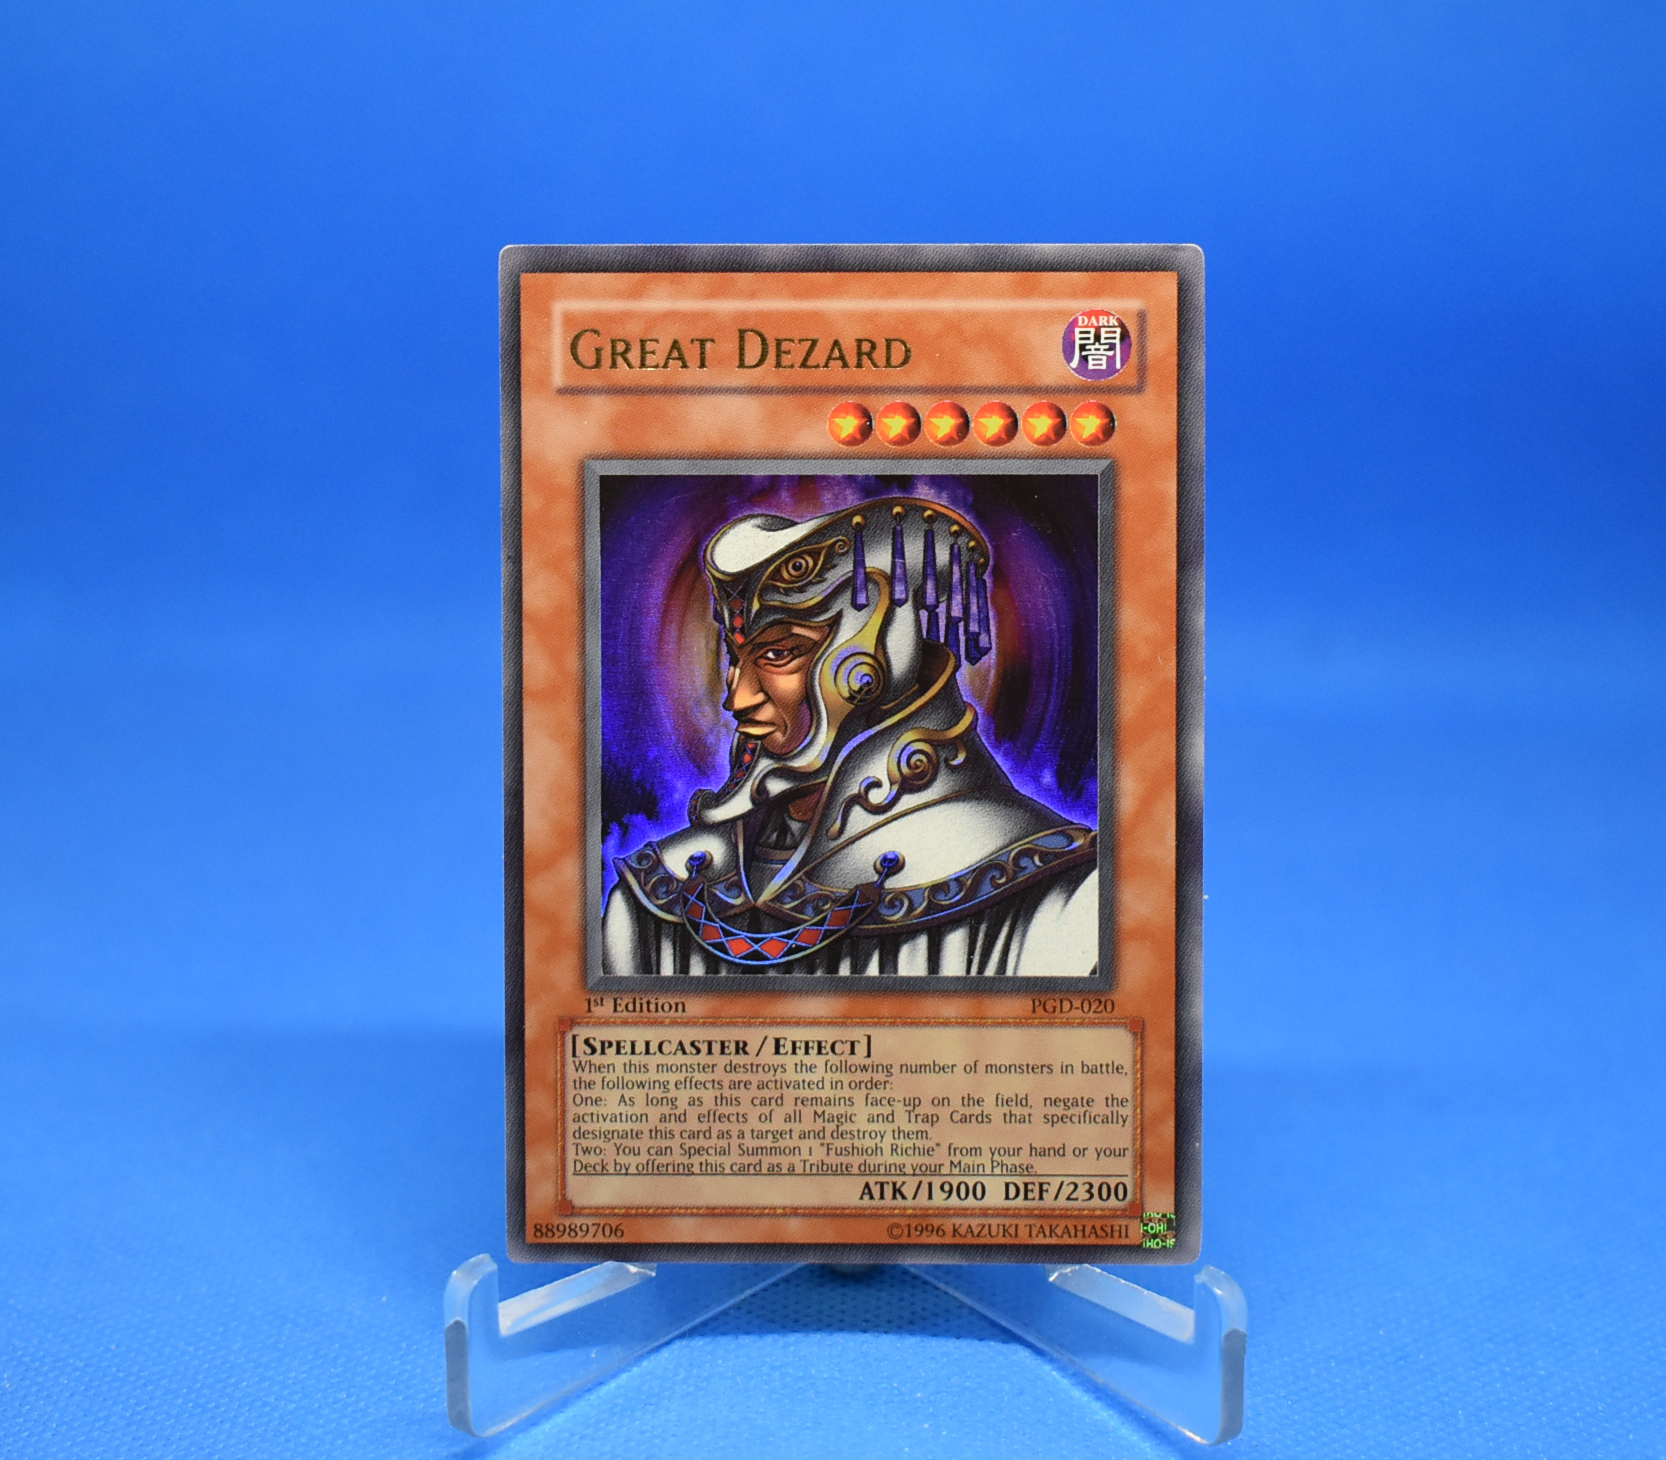 GREAT DEZARD
DARK
闇
1st Edition
PGD-020
[SPELLCASTER / EFFECT]
When this monster destroys the following number of monsters in battle,
the following effects are activated in order:
One: As long as this card remains face-up on the field, negate the
activation and effects of all Magic and Trap Cards that specifically
designate this card as a target and destroy them.
Two: You can Special Summon 1 "Fushioh Richie" from your hand or your
Deck by offering this card as a Tribute during your Main Phase.
ATK/1900 DEF/2300
88989706
©1996 KAZUKI TAKAHASHI
-OH!